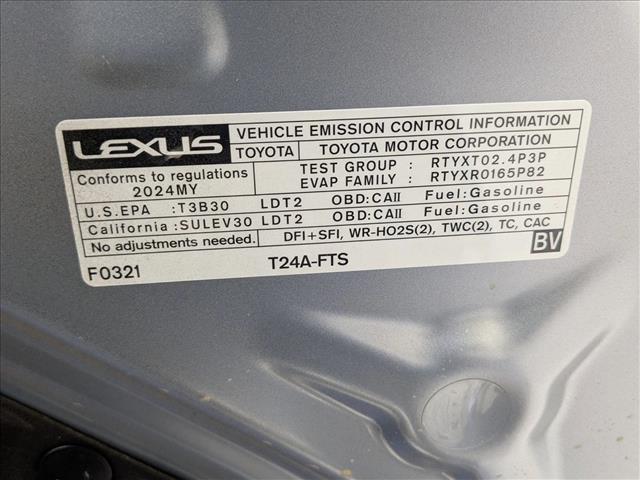 LEXUS VEHICLE EMISSION CONTROL INFORMATION
TOYOTA TOYOTA MOTOR CORPORATION
Conforms to regulations
2024MY
TEST GROUP : RTYXT02.4P3P
EVAP FAMILY : RTYXR0165P82
U.S.EPA :T3B30 LDT2 OBD:CAII Fuel:Gasoline
California :SULEV30 LDT2 OBD:CAII Fuel:Gasoline
No adjustments needed. DFI+SFI, WR-HO2S(2), TWC(2), TC, CAC
BV
F0321 T24A-FTS